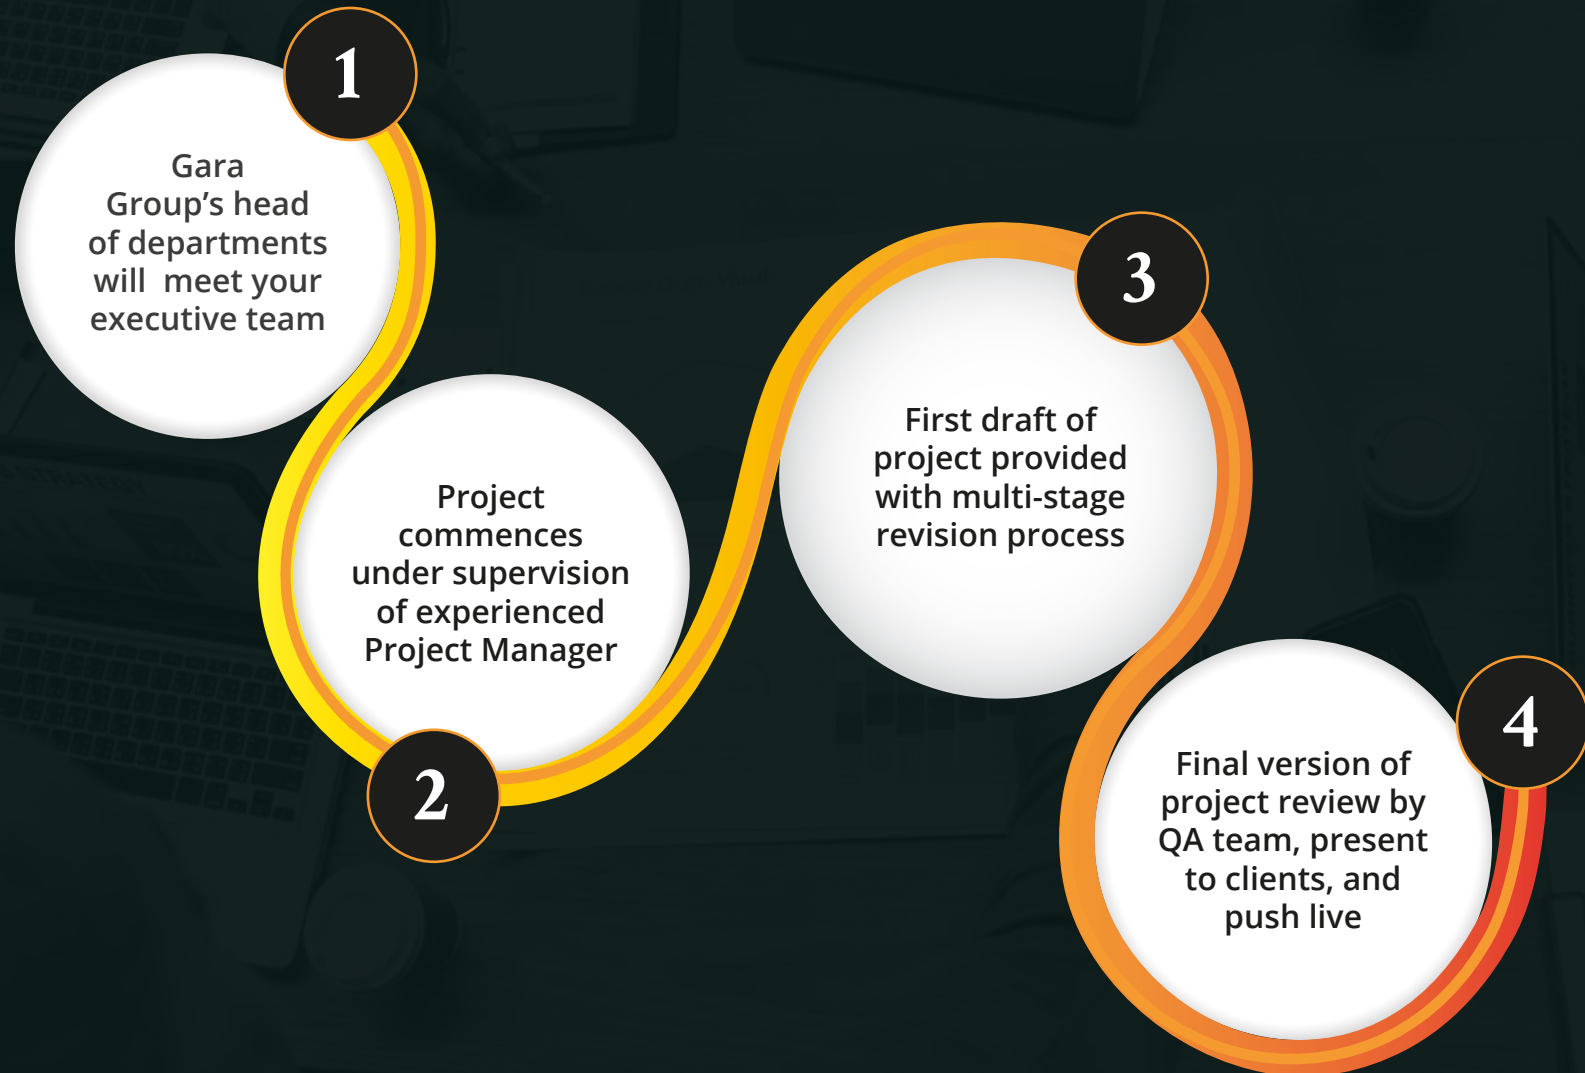 1
Gara
Group’s head
of departments
will  meet your
executive team
2
Project
commences
under supervision
of experienced
Project Manager
3
First draft of
project provided
with multi-stage
revision process
4
Final version of
project review by
QA team, present
to clients, and
push live